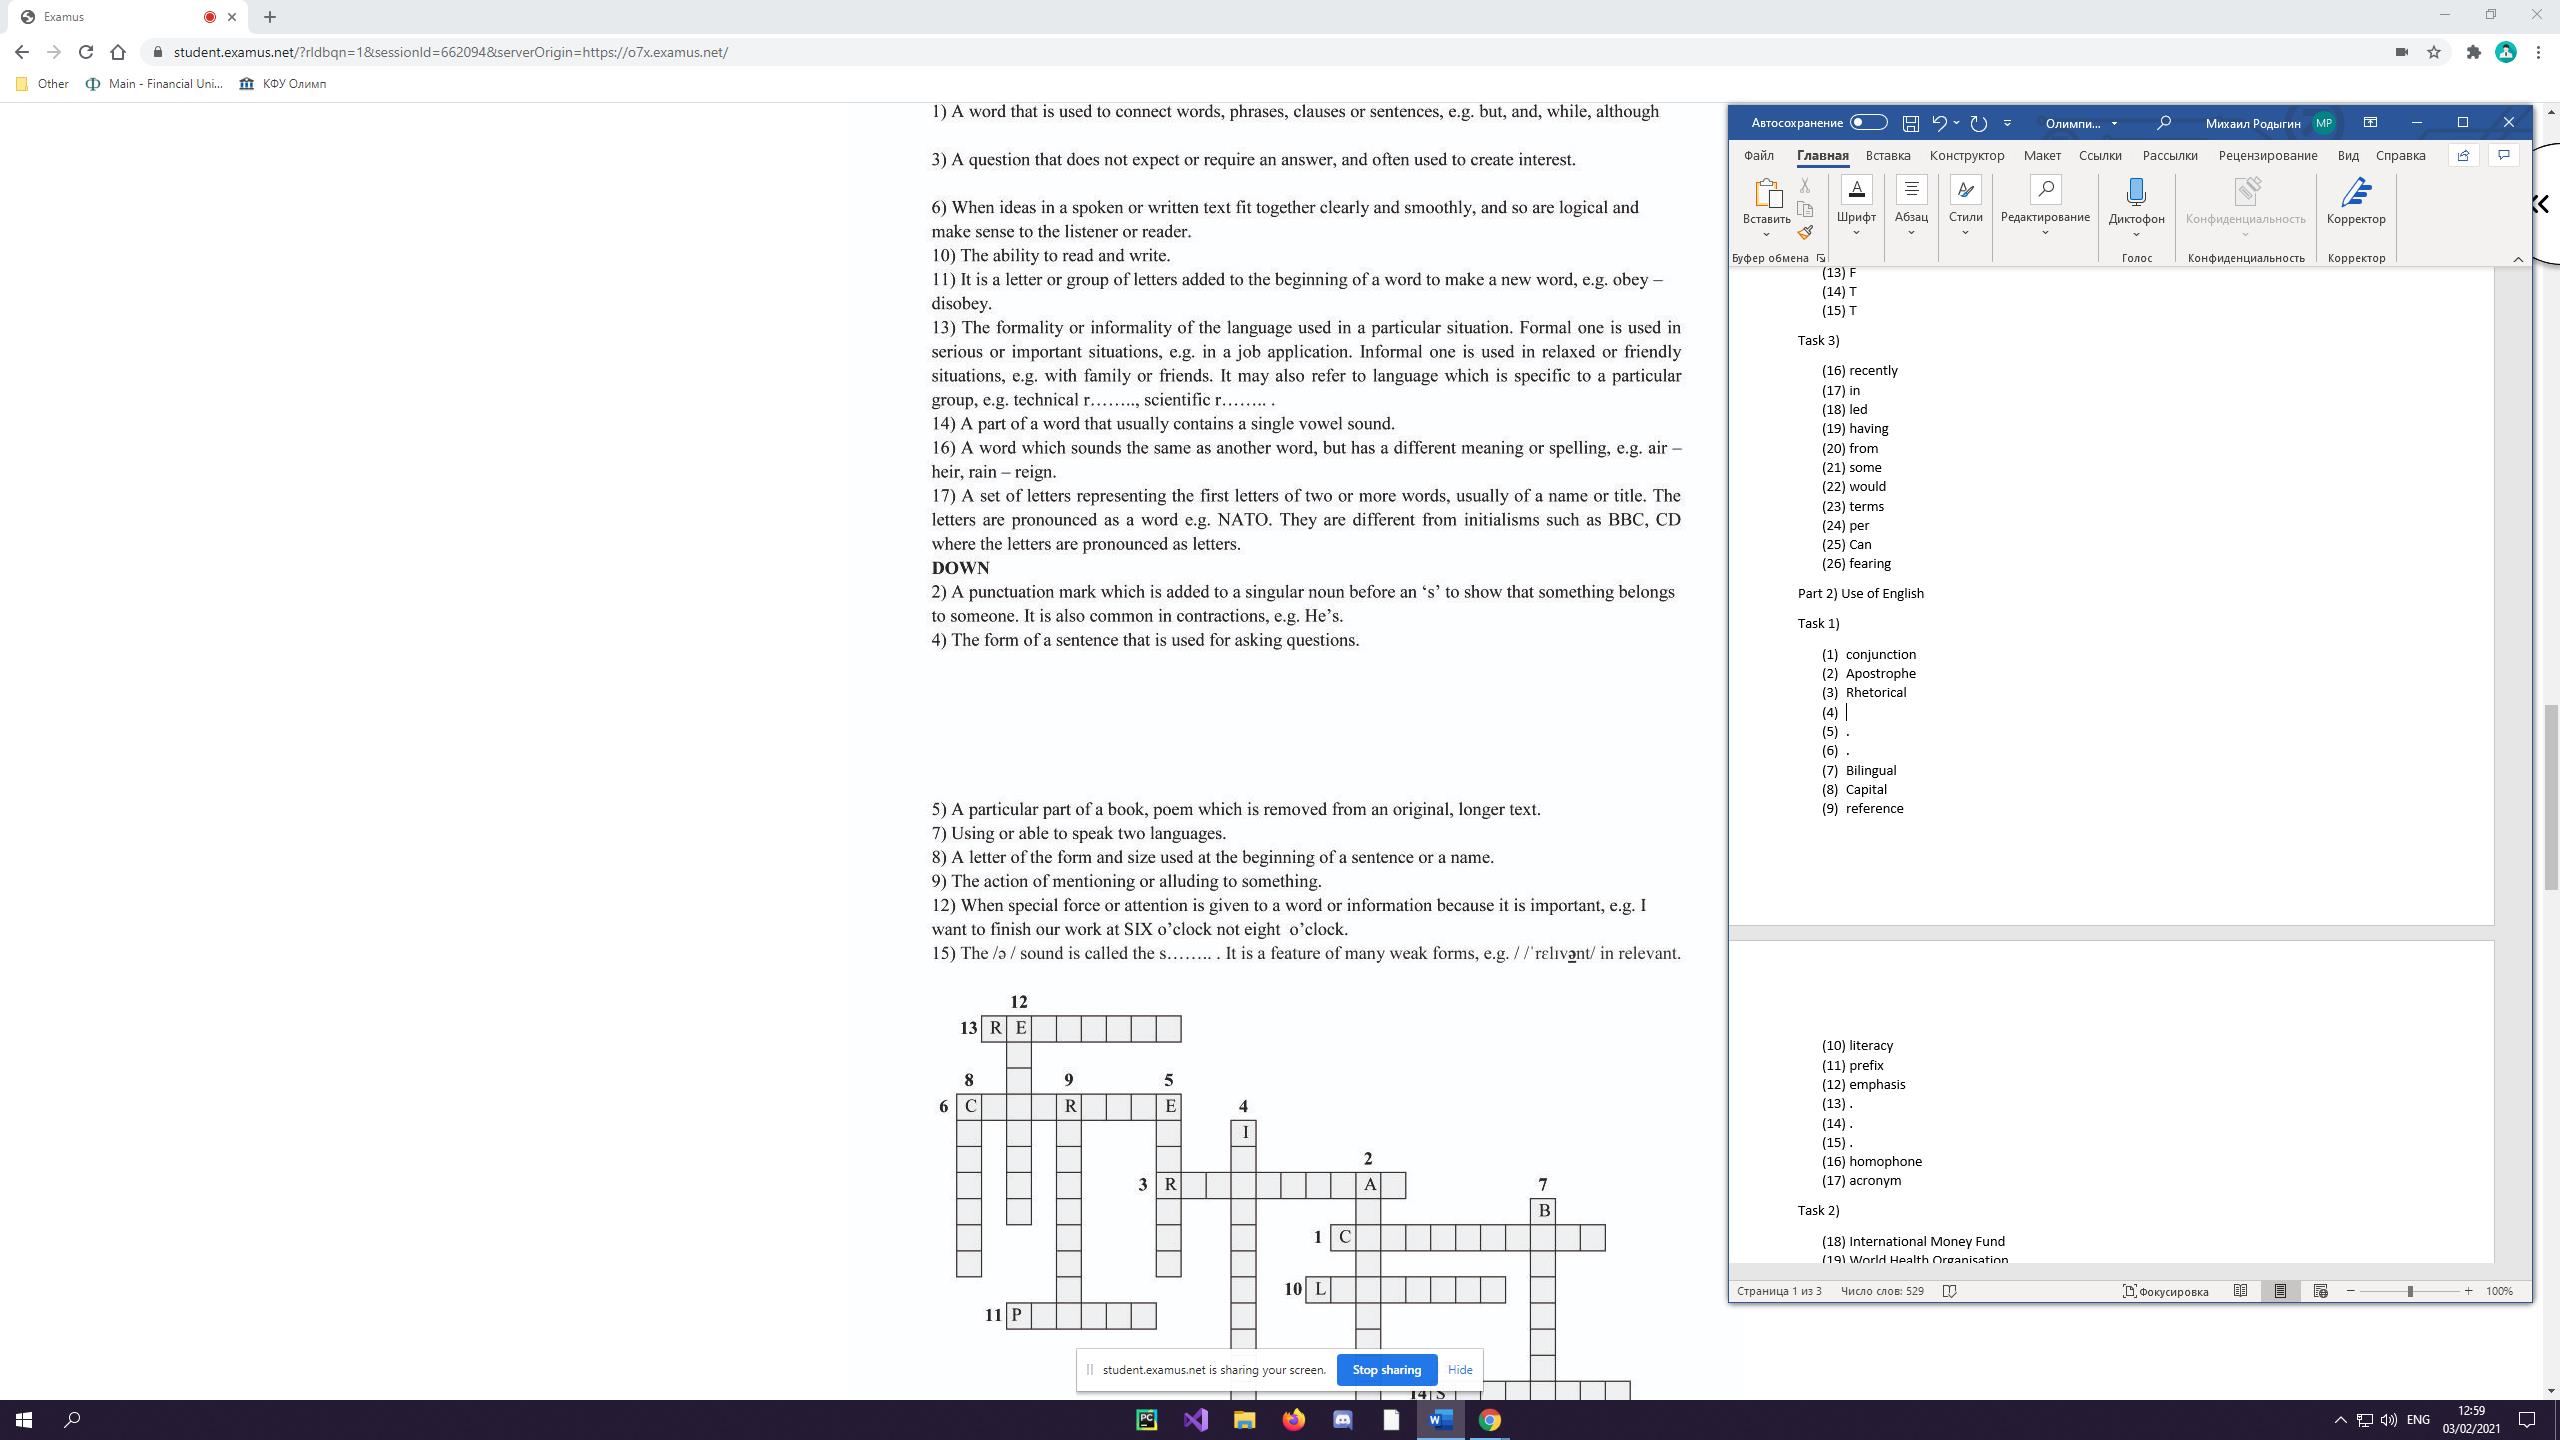 Examus
student.examus.net/?rldbqn=1&sessionId=662094&serverOrigin=https://o7x.examus.net/
Other
Main - Financial Uni...
КФУ Олимп
1) A word that is used to connect words, phrases, clauses or sentences, e.g. but, and, while, although
3) A question that does not expect or require an answer, and often used to create interest.
6) When ideas in a spoken or written text fit together clearly and smoothly, and so are logical and
make sense to the listener or reader.
10) The ability to read and write.
11) It is a letter or group of letters added to the beginning of a word to make a new word, e.g. obey –
disobey.
13) The formality or informality of the language used in a particular situation. Formal one is used in
serious or important situations, e.g. in a job application. Informal one is used in relaxed or friendly
situations, e.g. with family or friends. It may also refer to language which is specific to a particular
group, e.g. technical r…….., scientific r…….. .
14) A part of a word that usually contains a single vowel sound.
16) A word which sounds the same as another word, but has a different meaning or spelling, e.g. air –
heir, rain – reign.
17) A set of letters representing the first letters of two or more words, usually of a name or title. The
letters are pronounced as a word e.g. NATO. They are different from initialisms such as BBC, CD
where the letters are pronounced as letters.
DOWN
2) A punctuation mark which is added to a singular noun before an ‘s’ to show that something belongs
to someone. It is also common in contractions, e.g. He’s.
4) The form of a sentence that is used for asking questions.
5) A particular part of a book, poem which is removed from an original, longer text.
7) Using or able to speak two languages.
8) A letter of the form and size used at the beginning of a sentence or a name.
9) The action of mentioning or alluding to something.
12) When special force or attention is given to a word or information because it is important, e.g. I
want to finish our work at SIX o’clock not eight o’clock.
15) The /ə / sound is called the s…….. . It is a feature of many weak forms, e.g. / /ˈrɛlɪvənt/ in relevant.
12
13 R E
8 9 5
6 C R E 4
I
2
3 R A 7
B
1 C
10 L
11 P
14 S
student.examus.net is sharing your screen.
Stop sharing
Hide
Автосохранение
Олимпи...
Михаил Родыгин
МР
Файл Главная Вставка Конструктор Макет Ссылки Рассылки Рецензирование Вид Справка
Вставить
Шрифт
Абзац
Стили
Редактирование
Диктофон
Конфиденциальность
Корректор
Буфер обмена
Голос
Конфиденциальность
Корректор
(13) F
(14) T
(15) T
Task 3)
(16) recently
(17) in
(18) led
(19) having
(20) from
(21) some
(22) would
(23) terms
(24) per
(25) Can
(26) fearing
Part 2) Use of English
Task 1)
(1) conjunction
(2) Apostrophe
(3) Rhetorical
(4)
(5) .
(6) .
(7) Bilingual
(8) Capital
(9) reference
(10) literacy
(11) prefix
(12) emphasis
(13) .
(14) .
(15) .
(16) homophone
(17) acronym
Task 2)
(18) International Money Fund
(19) World Health Organisation
Страница 1 из 3
Число слов: 529
Фокусировка
100%
PC
W
ENG
12:59
03/02/2021